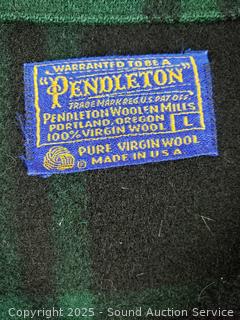 WARRANTED TO BE A
"PENDLETON"
TRADE MARK REG. U.S. PAT. OFF.
PENDLETON WOOLEN MILLS
PORTLAND, OREGON
100% VIRGIN WOOL L
PURE VIRGIN WOOL
® MADE IN U.S.A
Copyright © 2025 - Sound Auction Service